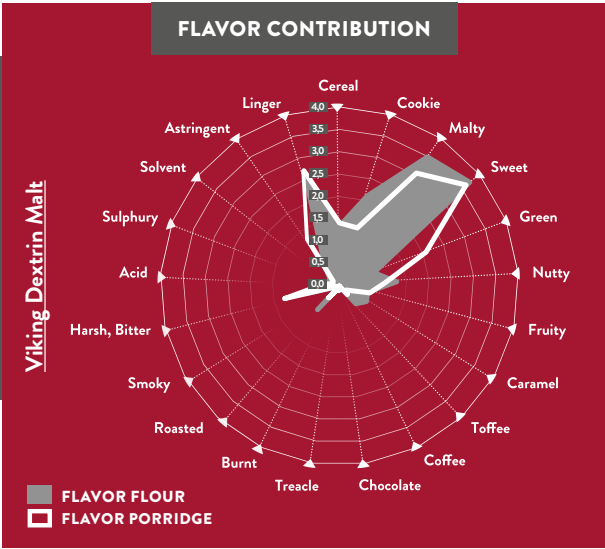 FLAVOR CONTRIBUTION
Cereal
Cookie
Malty
Sweet
Green
Nutty
Fruity
Caramel
Toffee
Coffee
Chocolate
Treacle
Burnt
Roasted
Smoky
Harsh, Bitter
Acid
Sulphury
Solvent
Astringent
Linger
4,0
3,5
3,0
2,5
2,0
1,5
1,0
0,5
0,0
Viking Dextrin Malt
FLAVOR FLOUR
FLAVOR PORRIDGE